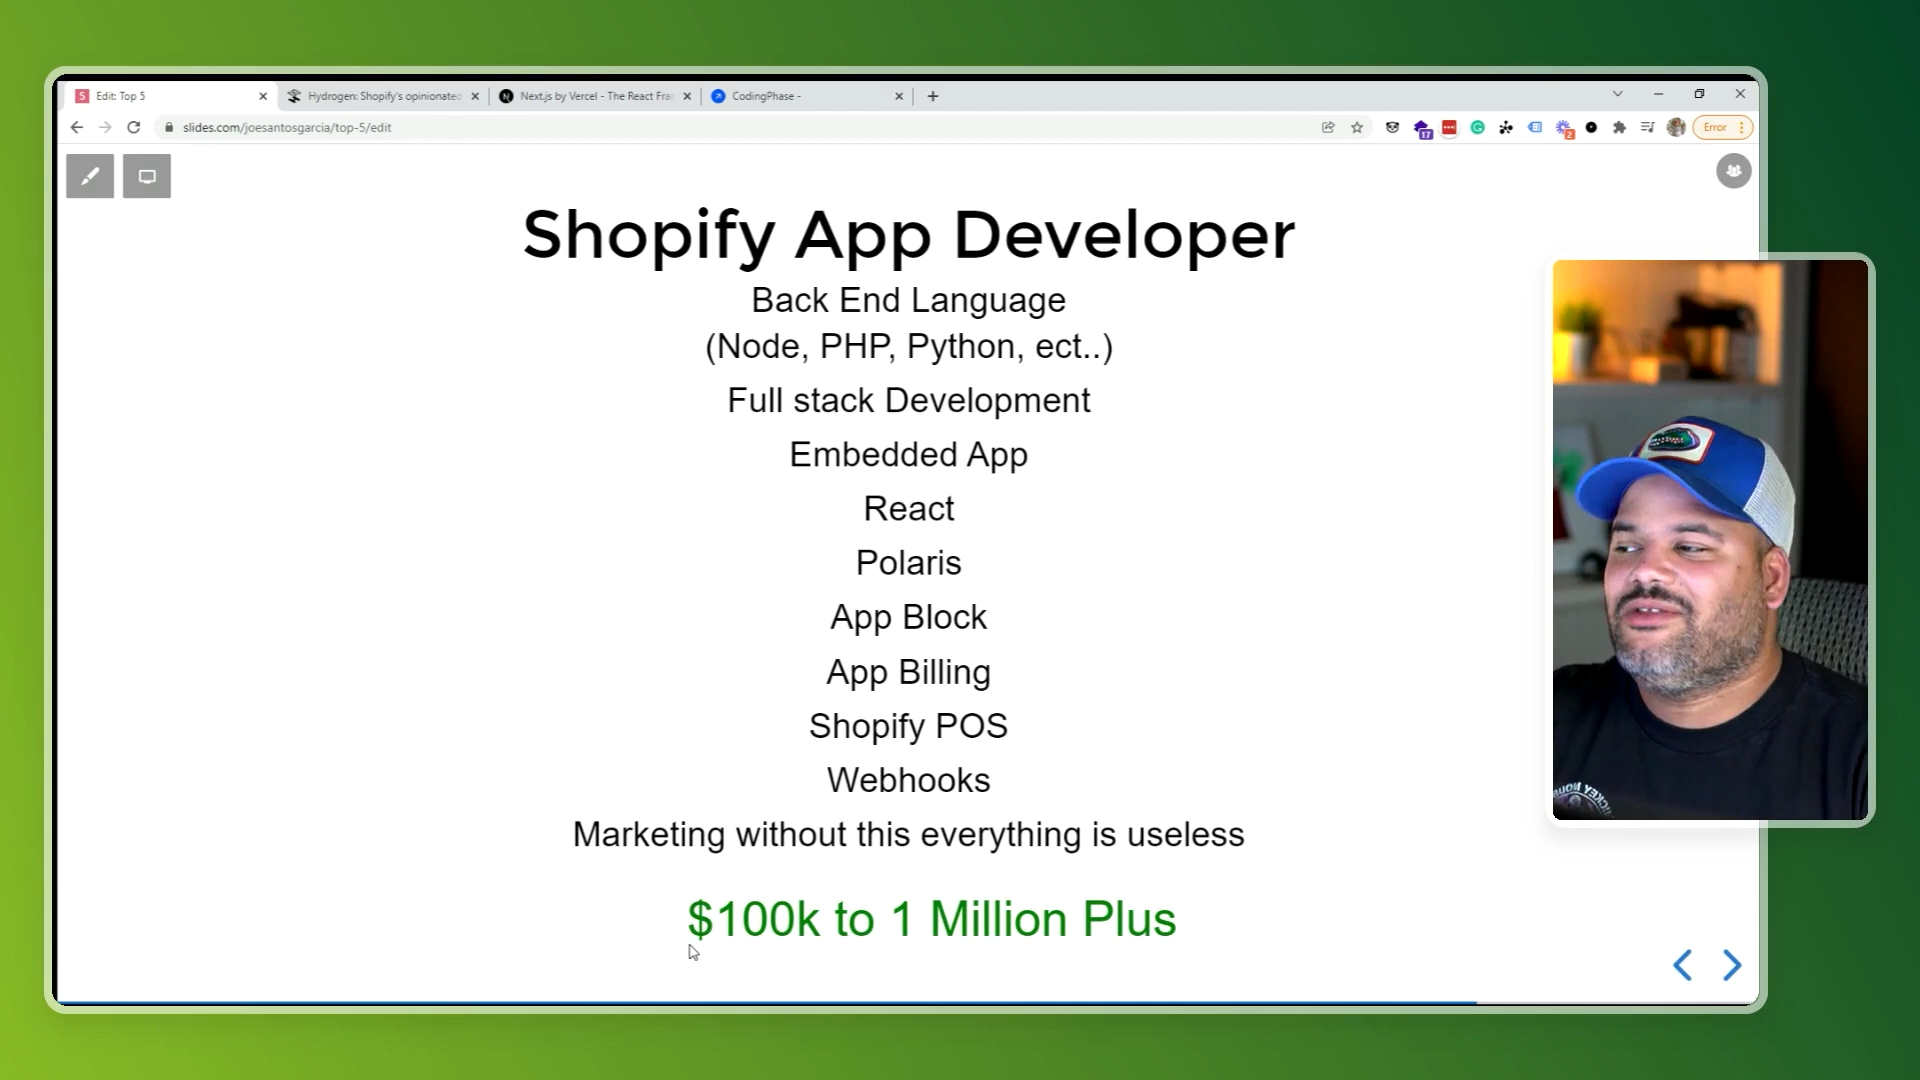 Edit: Top 5
Hydrogen: Shopify's opinionated
Next.js by Vercel - The React Fra
CodingPhase -
slides.com/joesantosgarcia/top-5/edit
17
2
Error
Shopify App Developer
Back End Language
(Node, PHP, Python, ect..)
Full stack Development
Embedded App
React
Polaris
App Block
App Billing
Shopify POS
Webhooks
Marketing without this everything is useless
$100k to 1 Million Plus